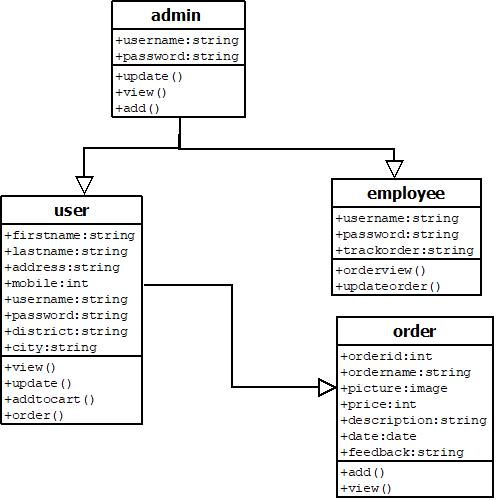 admin
+username:string
+password:string
+update()
+view()
+add()
user
+firstname:string
+lastname:string
+address:string
+mobile:int
+username:string
+password:string
+district:string
+city:string
+view()
+update()
+addtocart()
+order()
employee
+username:string
+password:string
+trackorder:string
+orderview()
+updateorder()
order
+orderid:int
+ordername:string
+picture:image
+price:int
+description:string
+date:date
+feedback:string
+add()
+view()